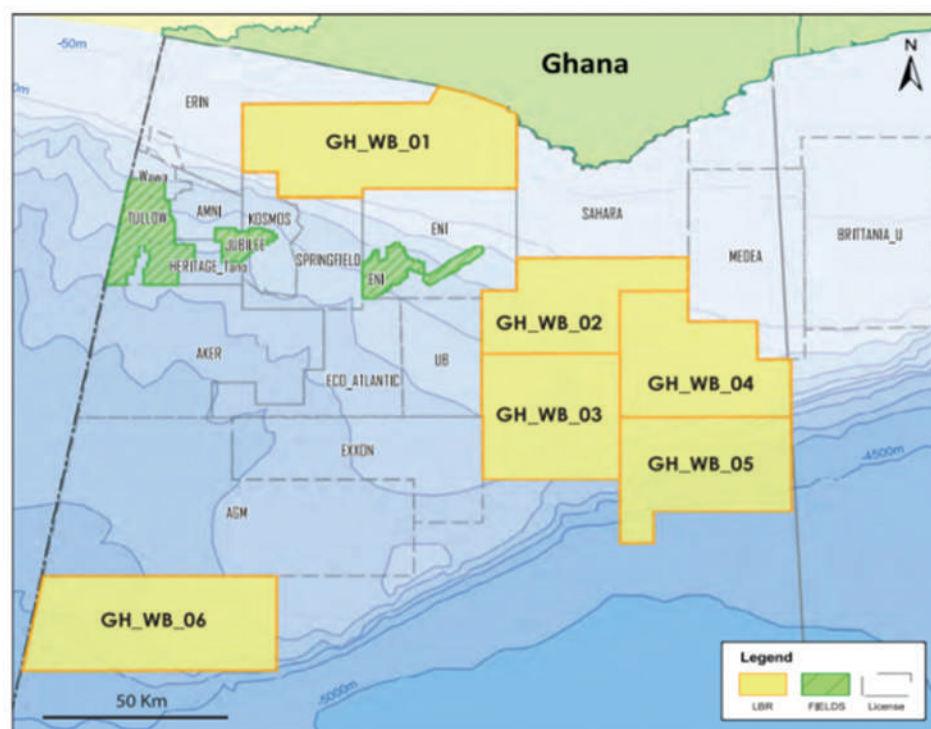 -50m
Ghana
N
ERIN
GH_WB_01
Wawa
TULLOW
AMNI
KOSMOS
JUBILEE
HERITAGE_Tano
SPRINGFIELD
ENI
ENI
SAHARA
MEDEA
BRITTANIA_U
GH_WB_02
AKER
UB
ECO_ATLANTIC
GH_WB_03
GH_WB_04
EXXON
GH_WB_05
-4500m
AGM
GH_WB_06
-5000m
50 Km
Legend
LBR
FIELDS
License